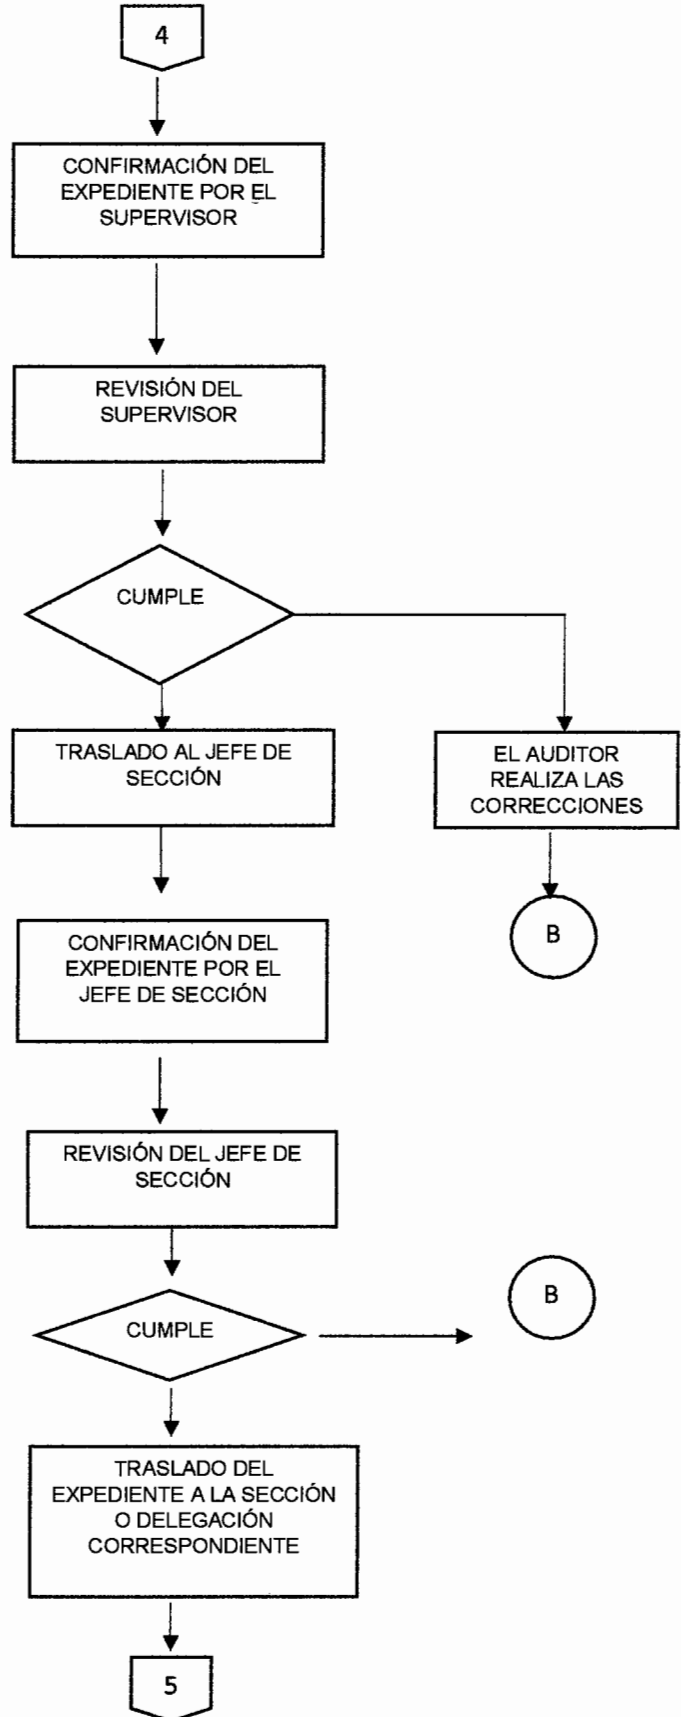 4
CONFIRMACIÓN DEL
EXPEDIENTE POR EL
SUPERVISOR
REVISIÓN DEL
SUPERVISOR
CUMPLE
TRASLADO AL JEFE DE
SECCIÓN
EL AUDITOR
REALIZA LAS
CORRECCIONES
B
CONFIRMACIÓN DEL
EXPEDIENTE POR EL
JEFE DE SECCIÓN
REVISIÓN DEL JEFE DE
SECCIÓN
CUMPLE
B
TRASLADO DEL
EXPEDIENTE A LA SECCIÓN
O DELEGACIÓN
CORRESPONDIENTE
5